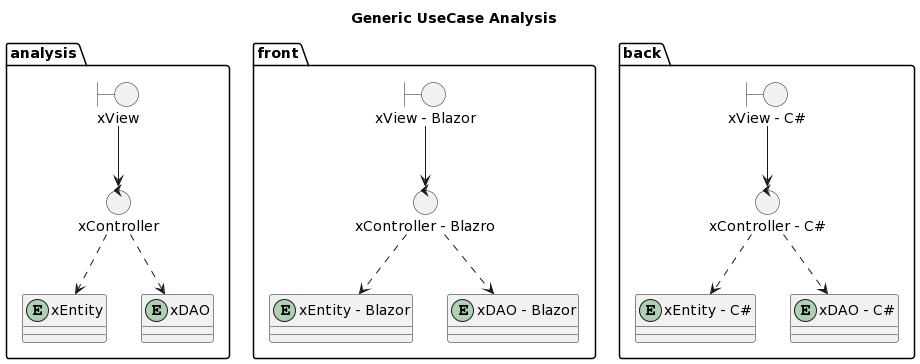 Generic UseCase Analysis
analysis
front
back
xView
xView - Blazor
xView - C#
xController
xController - Blazro
xController - C#
E xEntity
E xDAO
E xEntity - Blazor
E xDAO - Blazor
E xEntity - C#
E xDAO - C#